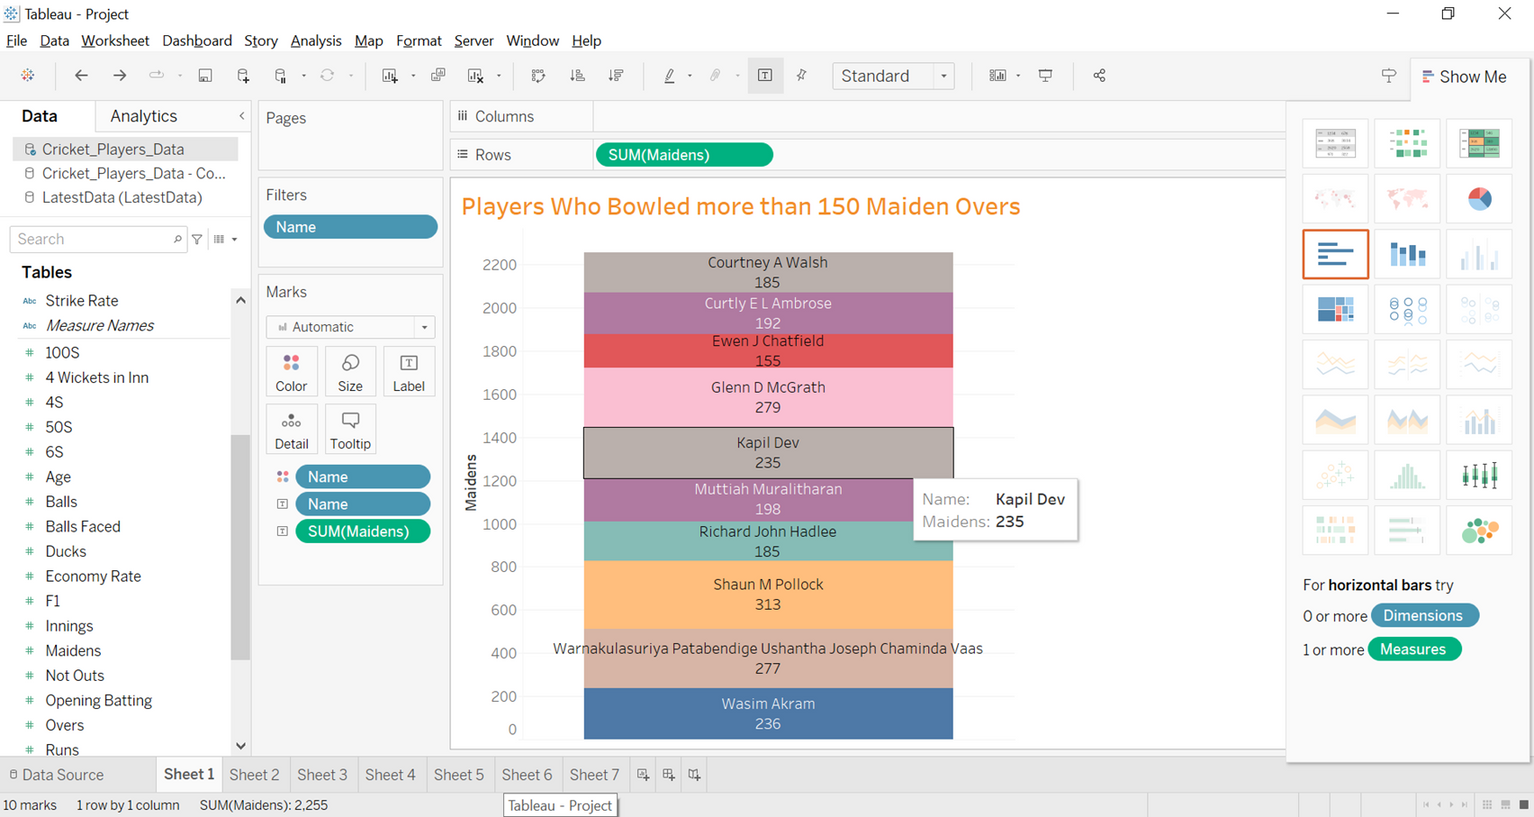 Tableau - Project
File Data Worksheet Dashboard Story Analysis Map Format Server Window Help
Standard
Show Me
Data Analytics
Cricket_Players_Data
Cricket_Players_Data - Co...
LatestData (LatestData)
Search
Tables
Abc Strike Rate
Abc Measure Names
# 100S
# 4 Wickets in Inn
# 4S
# 50S
# 6S
# Age
# Balls
# Balls Faced
# Ducks
# Economy Rate
# F1
# Innings
# Maidens
# Not Outs
# Opening Batting
# Overs
# Runs
Pages
Filters
Name
Marks
Automatic
Color Size Label
Detail Tooltip
Name
Name
SUM(Maidens)
Columns
Rows SUM(Maidens)
Players Who Bowled more than 150 Maiden Overs
Maidens
2200
2000
1800
1600
1400
1200
1000
800
600
400
200
0
Courtney A Walsh
185
Curtly E L Ambrose
192
Ewen J Chatfield
155
Glenn D McGrath
279
Kapil Dev
235
Muttiah Muralitharan
198
Richard John Hadlee
185
Shaun M Pollock
313
Warnakulasuriya Patabendige Ushantha Joseph Chaminda Vaas
277
Wasim Akram
236
Name: Kapil Dev
Maidens: 235
For horizontal bars try
0 or more Dimensions
1 or more Measures
Data Source Sheet 1 Sheet 2 Sheet 3 Sheet 4 Sheet 5 Sheet 6 Sheet 7
10 marks 1 row by 1 column SUM(Maidens): 2,255
Tableau - Project